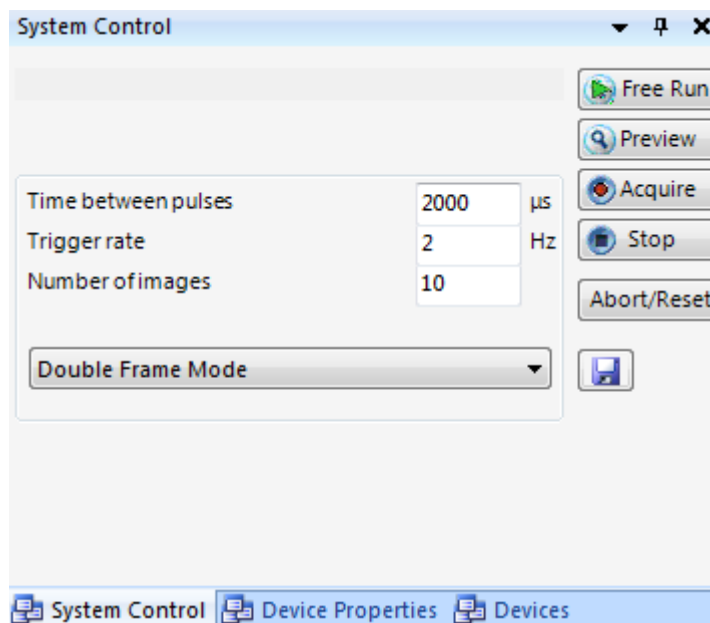 System Control
Free Run
Preview
Time between pulses 2000 µs
Acquire
Trigger rate 2 Hz
Stop
Number of images 10
Abort/Reset
Double Frame Mode
System Control Device Properties Devices